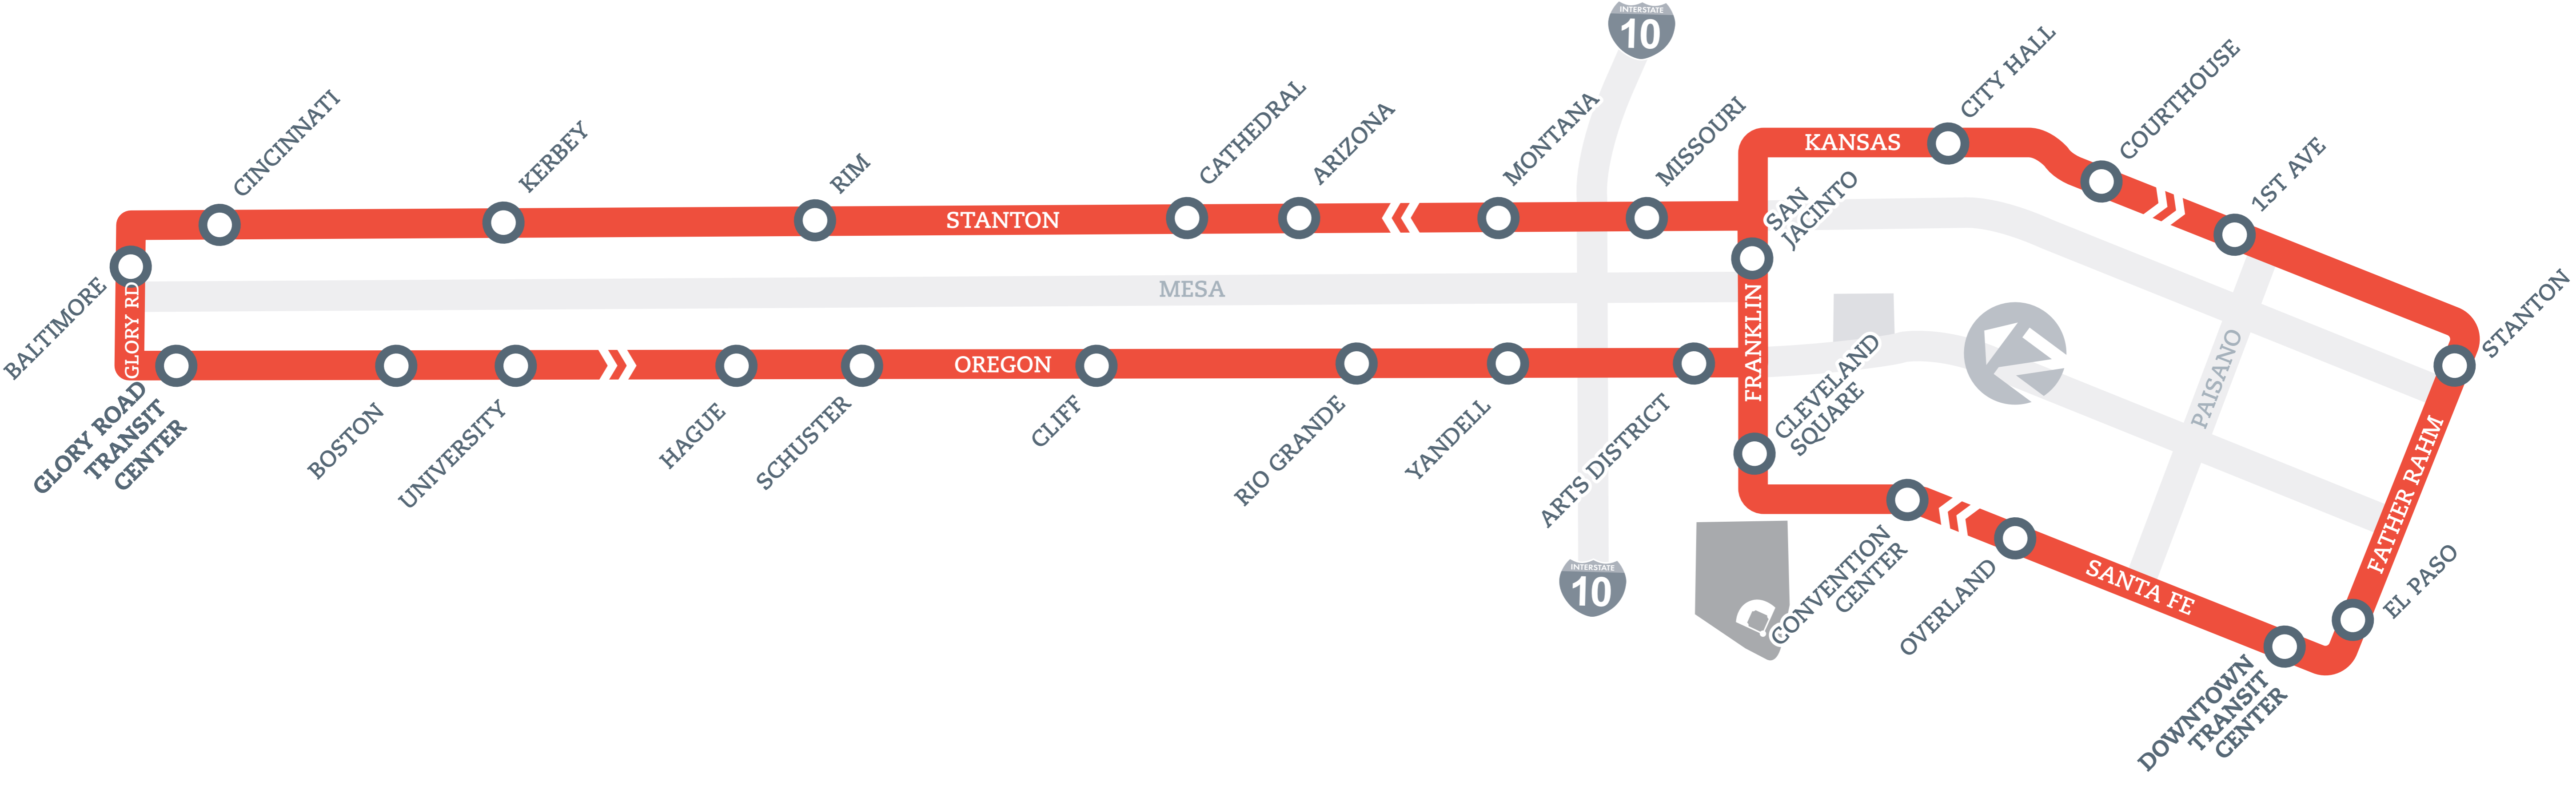 INTERSTATE
10
CITY HALL
COURTHOUSE
CINCINNATI
KERBEY
RIM
CATHEDRAL
ARIZONA
MONTANA
MISSOURI
KANSAS
1ST AVE
STANTON
SAN
JACINTO
BALTIMORE
GLORY RD
MESA
FRANKLIN
STANTON
PAISANO
OREGON
CLEVELAND
SQUARE
GLORY ROAD
TRANSIT
CENTER
BOSTON
UNIVERSITY
HAGUE
SCHUSTER
CLIFF
RIO GRANDE
YANDELL
ARTS DISTRICT
FATHER RAHM
INTERSTATE
10
CONVENTION
CENTER
OVERLAND
SANTA FE
EL PASO
DOWNTOWN
TRANSIT
CENTER